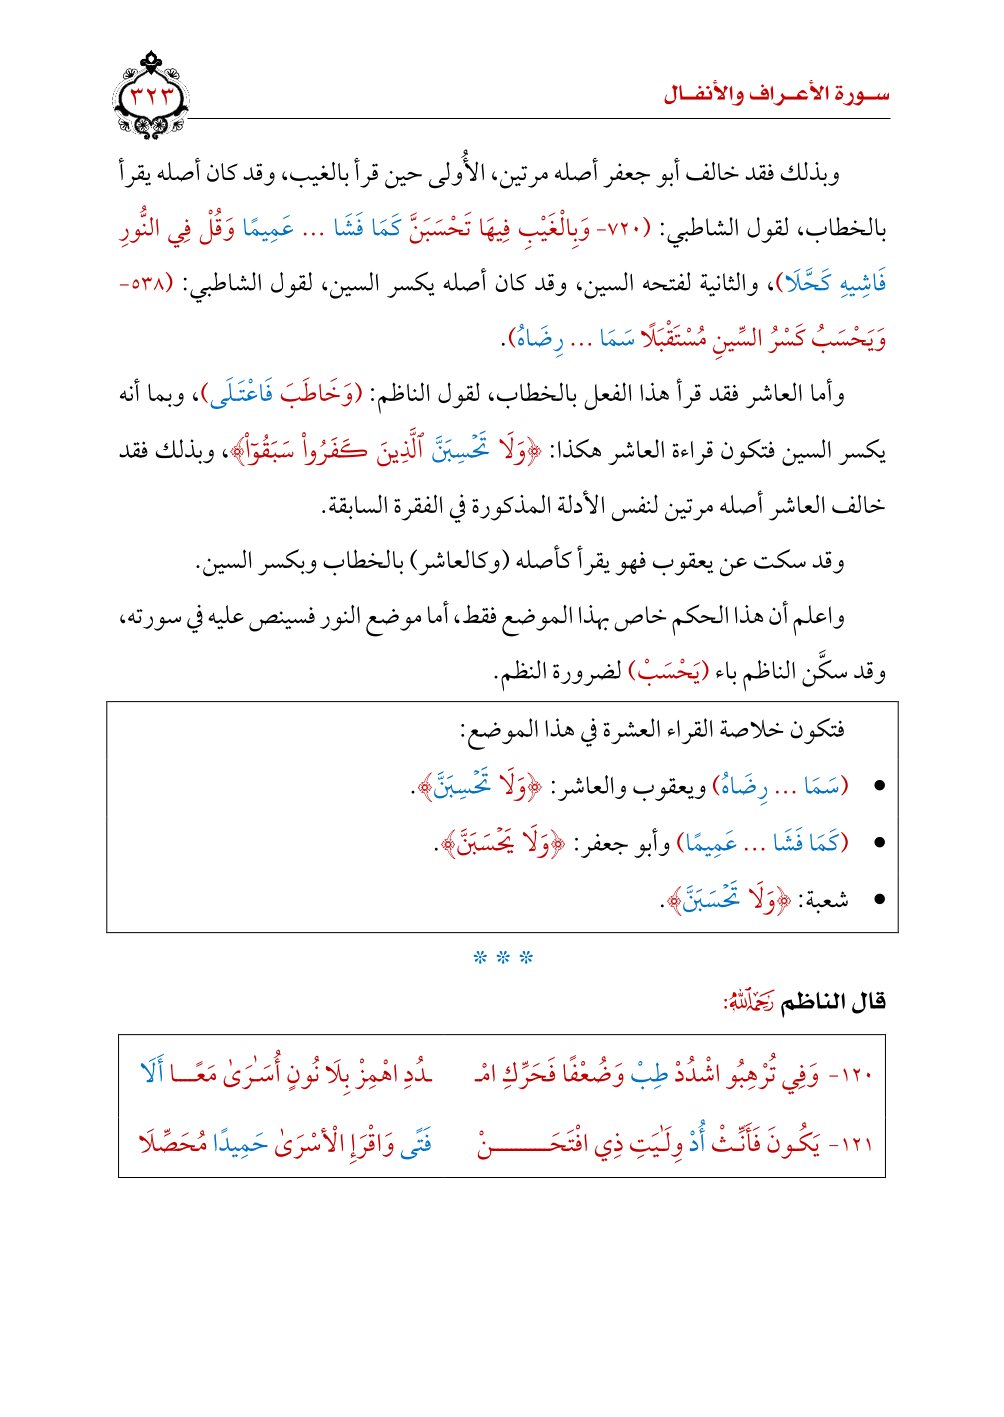 سـورة الأعـراف والأنفـال
٣٢٣
وبذلك فقد خالف أبو جعفر أصله مرتين، الأُولى حين قرأ بالغيب، وقد كان أصله يقرأ
بالخطاب، لقول الشاطبي: (٧٢٠- وَبِالْغَيْبِ فِيهَا تَحْسَبَنَّ كَمَا فَشَا ... عَمِيمًا وَقُلْ فِي النُّورِ
فَاشِيهِ كَحَّلَا)، والثانية لفتحه السين، وقد كان أصله يكسر السين، لقول الشاطبي: (٥٣٨-
وَيَحْسَبُ كَسْرُ السِّينِ مُسْتَقْبَلًا سَمَا ... رِضَاهُ).
وأما العاشر فقد قرأ هذا الفعل بالخطاب، لقول الناظم: (وَخَاطَبَ فَاعْتَلَى)، وبما أنه
يكسر السين فتكون قراءة العاشر هكذا: ﴿وَلَا تَحۡسِبَنَّ ٱلَّذِينَ كَفَرُواْ سَبَقُوٓاْ﴾، وبذلك فقد
خالف العاشر أصله مرتين لنفس الأدلة المذكورة في الفقرة السابقة.
وقد سكت عن يعقوب فهو يقرأ كأصله (وكالعاشر) بالخطاب وبكسر السين.
واعلم أن هذا الحكم خاص بهذا الموضع فقط، أما موضع النور فسينص عليه في سورته،
وقد سكَّن الناظم باء (يَحْسَبْ) لضرورة النظم.
فتكون خلاصة القراء العشرة في هذا الموضع:
• (سَمَا ... رِضَاهُ) ويعقوب والعاشر: ﴿وَلَا تَحۡسِبَنَّ﴾.
• (كَمَا فَشَا ... عَمِيمًا) وأبو جعفر: ﴿وَلَا يَحۡسَبَنَّ﴾.
• شعبة: ﴿وَلَا تَحۡسَبَنَّ﴾.
* * *
قال الناظم رَحِمَهُ ٱللَّهُ:
١٢٠- وَفِي تُرْهِبُو اشْدُدْ طِبْ وَضُعْفًا فَحَرِّكِ امْـ ـدُدِ اهْمِزْ بِلَا نُونٍ أُسَـٰرَىٰ مَعًـا أَلَا
١٢١- يَكُونَ فَأَنِّثْ أُدْ وِلَـٰيَتِ ذِي افْتَحَـنْ فَتًى وَاقْرَإِ الْأَسْرَىٰ حَمِيدًا مُحَصِّلَا